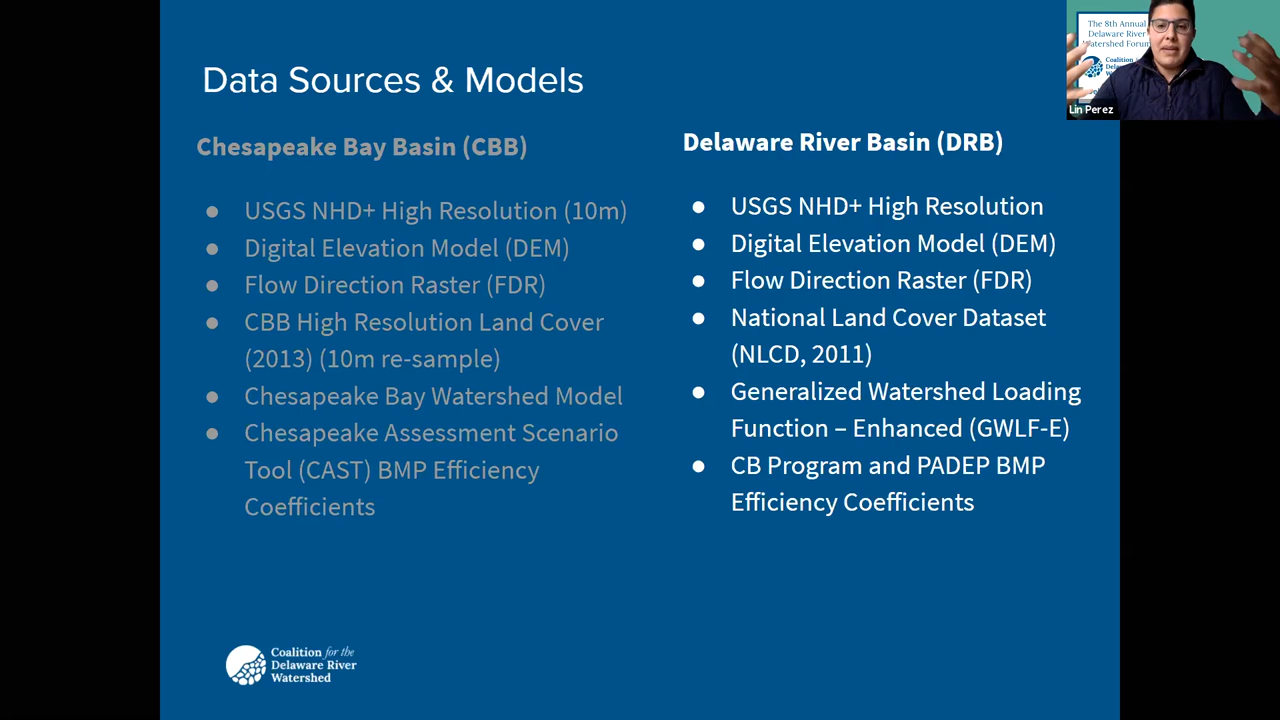 Data Sources & Models
Chesapeake Bay Basin (CBB)
● USGS NHD+ High Resolution (10m)
● Digital Elevation Model (DEM)
● Flow Direction Raster (FDR)
● CBB High Resolution Land Cover
(2013) (10m re-sample)
● Chesapeake Bay Watershed Model
● Chesapeake Assessment Scenario
Tool (CAST) BMP Efficiency
Coefficients
Delaware River Basin (DRB)
● USGS NHD+ High Resolution
● Digital Elevation Model (DEM)
● Flow Direction Raster (FDR)
● National Land Cover Dataset
(NLCD, 2011)
● Generalized Watershed Loading
Function – Enhanced (GWLF-E)
● CB Program and PADEP BMP
Efficiency Coefficients
Coalition for the
Delaware River
Watershed
The 8th Annual
Delaware River
Watershed Forum
Coalition
Lin Perez